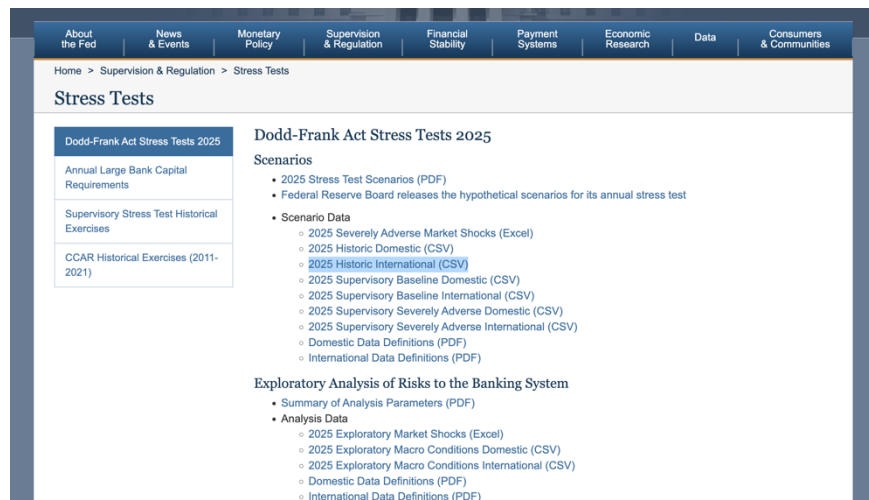 About
the Fed
News
& Events
Monetary
Policy
Supervision
& Regulation
Financial
Stability
Payment
Systems
Economic
Research
Data
Consumers
& Communities
Home > Supervision & Regulation > Stress Tests
Stress Tests
Dodd-Frank Act Stress Tests 2025
Annual Large Bank Capital
Requirements
Supervisory Stress Test Historical
Exercises
CCAR Historical Exercises (2011-
2021)
Dodd-Frank Act Stress Tests 2025
Scenarios
• 2025 Stress Test Scenarios (PDF)
• Federal Reserve Board releases the hypothetical scenarios for its annual stress test
• Scenario Data
◦ 2025 Severely Adverse Market Shocks (Excel)
◦ 2025 Historic Domestic (CSV)
◦ 2025 Historic International (CSV)
◦ 2025 Supervisory Baseline Domestic (CSV)
◦ 2025 Supervisory Baseline International (CSV)
◦ 2025 Supervisory Severely Adverse Domestic (CSV)
◦ 2025 Supervisory Severely Adverse International (CSV)
◦ Domestic Data Definitions (PDF)
◦ International Data Definitions (PDF)
Exploratory Analysis of Risks to the Banking System
• Summary of Analysis Parameters (PDF)
• Analysis Data
◦ 2025 Exploratory Market Shocks (Excel)
◦ 2025 Exploratory Macro Conditions Domestic (CSV)
◦ 2025 Exploratory Macro Conditions International (CSV)
◦ Domestic Data Definitions (PDF)
◦ International Data Definitions (PDF)